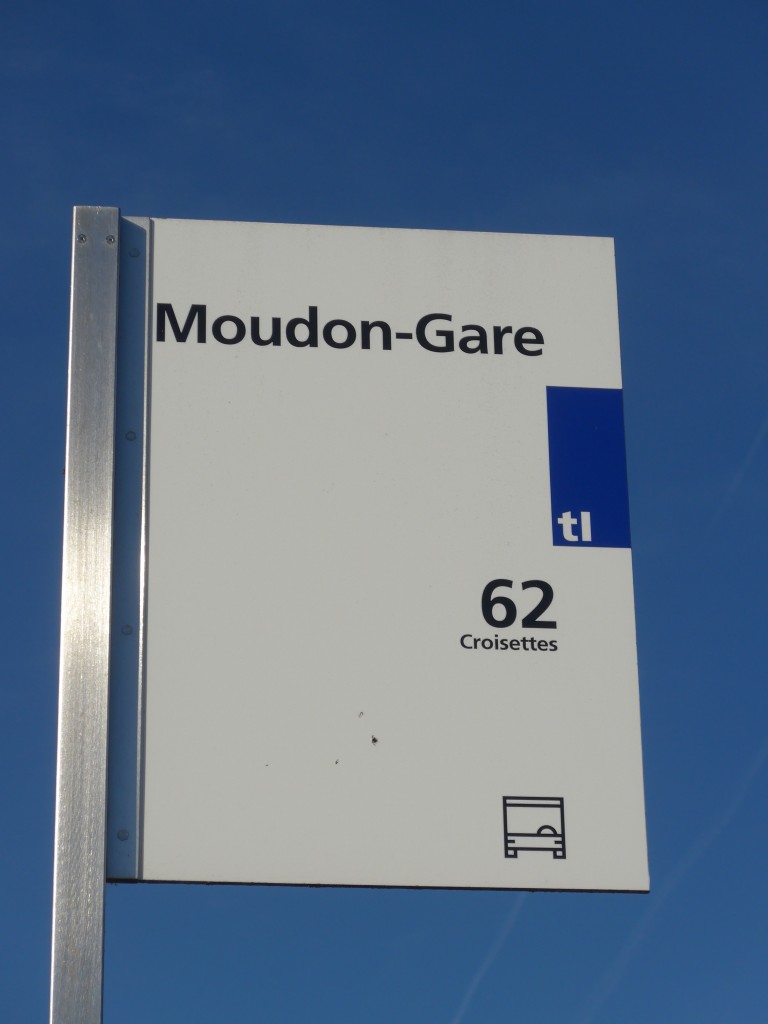 Moudon-Gare
tl
62
Croisettes